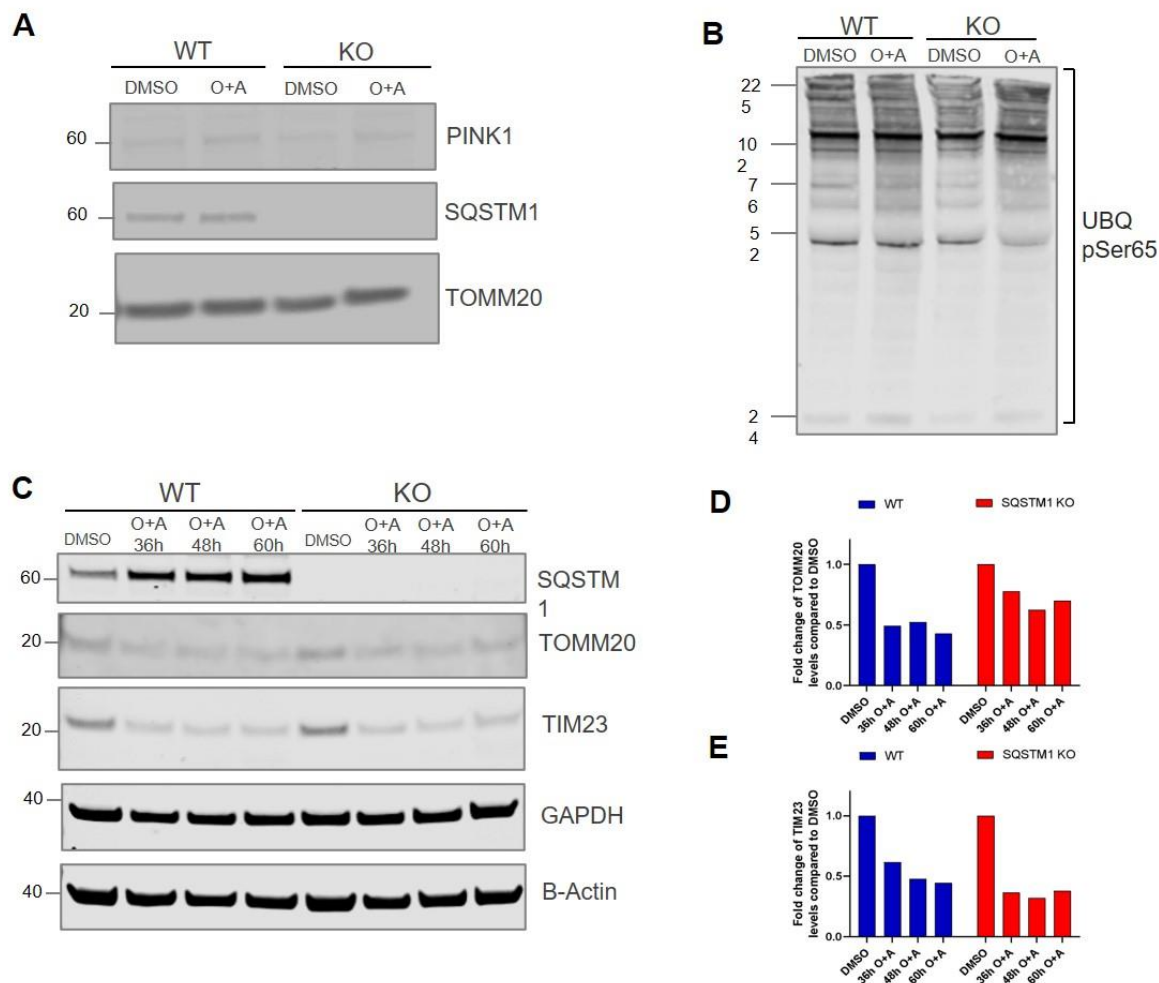 A
WT KO
DMSO O+A DMSO O+A
60 PINK1
60 SQSTM1
20 TOMM20
B
WT KO
DMSO O+A DMSO O+A
22
5
10
2
7
6
5
2
2
4
UBQ
pSer65
C
WT KO
DMSO O+A 36h O+A 48h O+A 60h DMSO O+A 36h O+A 48h O+A 60h
60 SQSTM
1
20 TOMM20
20 TIM23
40 GAPDH
40 B-Actin
D
WT SQSTM1 KO
Fold change of TOMM20
levels compared to DMSO
1.0
0.5
0.0
DMSO 36h O+A 48h O+A 60h O+A DMSO 36h O+A 48h O+A 60h O+A
E
WT SQSTM1 KO
Fold change of TIM23
levels compared to DMSO
1.0
0.5
0.0
DMSO 36h O+A 48h O+A 60h O+A DMSO 36h O+A 48h O+A 60h O+A